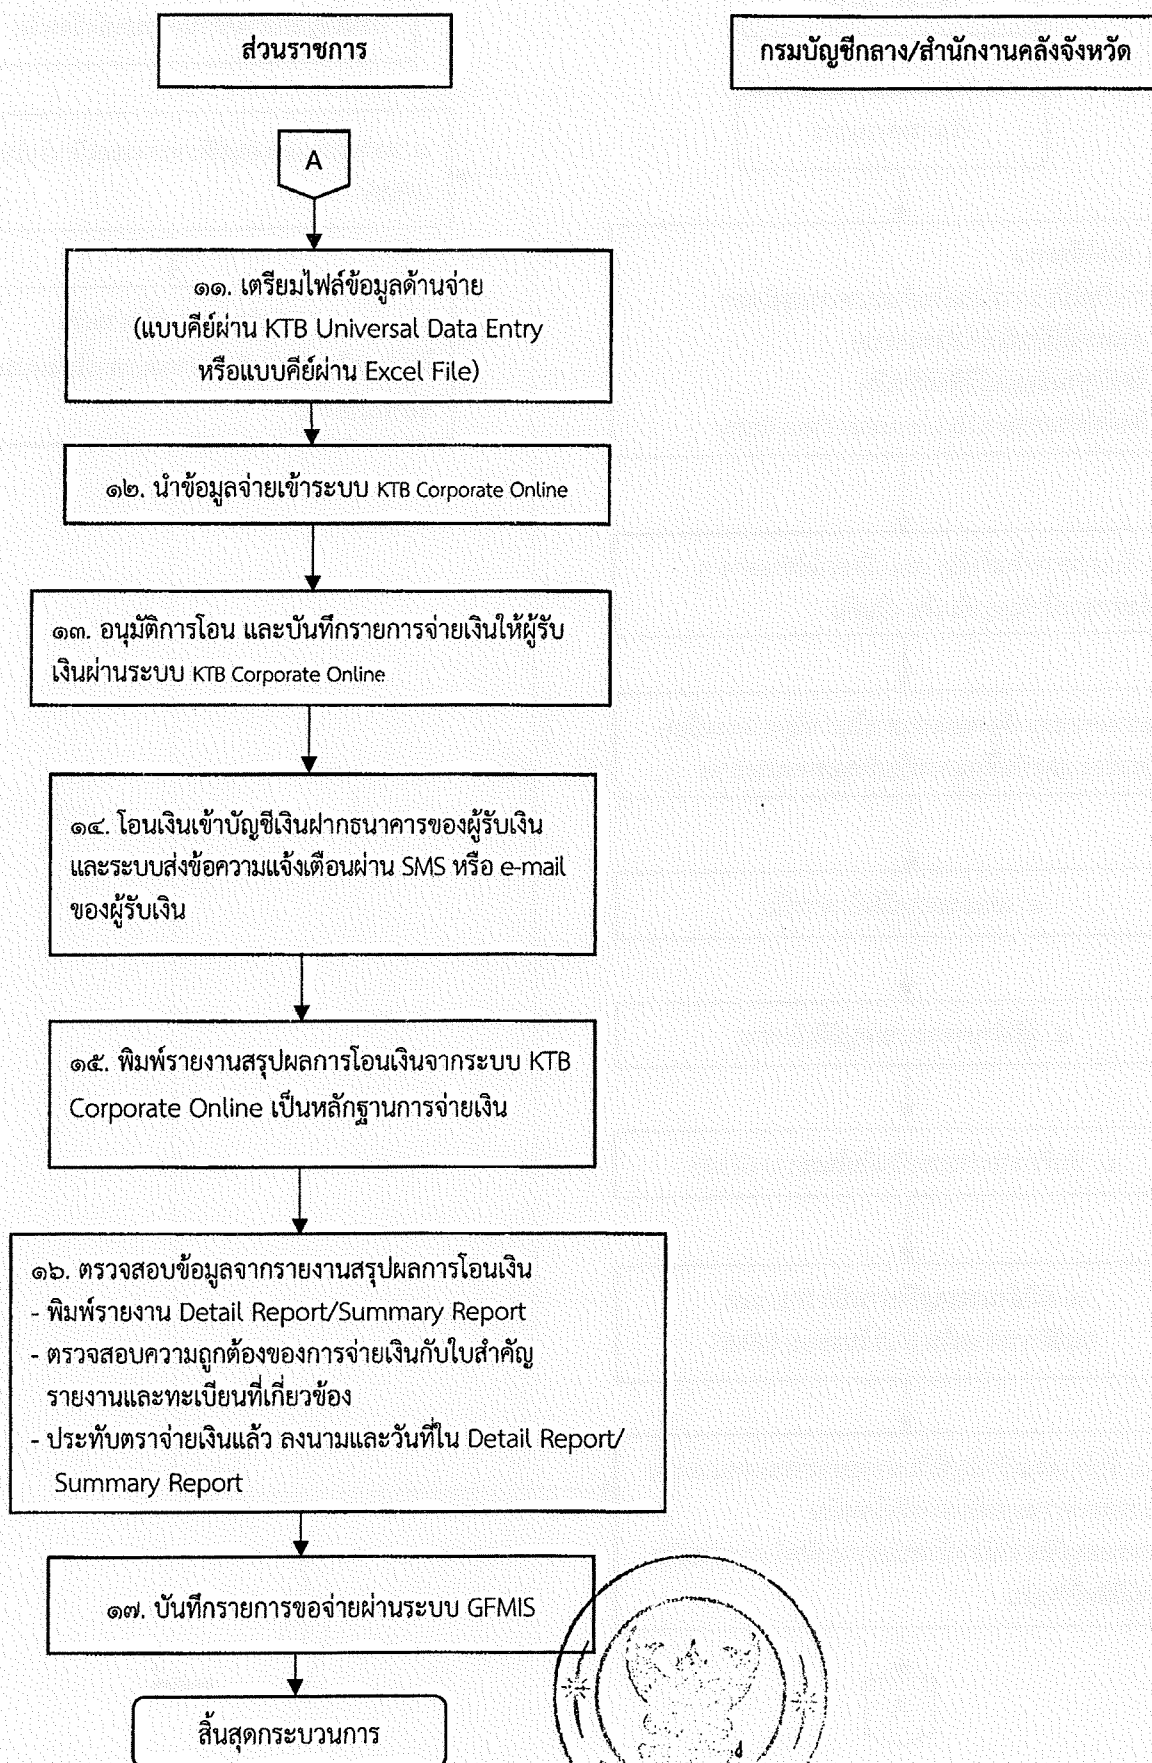 ส่วนราชการ
กรมบัญชีกลาง/สำนักงานคลังจังหวัด
A
๑๑. เตรียมไฟล์ข้อมูลด้านจ่าย
(แบบคีย์ผ่าน KTB Universal Data Entry
หรือแบบคีย์ผ่าน Excel File)
๑๒. นำข้อมูลจ่ายเข้าระบบ KTB Corporate Online
๑๓. อนุมัติการโอน และบันทึกรายการจ่ายเงินให้ผู้รับ
เงินผ่านระบบ KTB Corporate Online
๑๔. โอนเงินเข้าบัญชีเงินฝากธนาคารของผู้รับเงิน
และระบบส่งข้อความแจ้งเตือนผ่าน SMS หรือ e-mail
ของผู้รับเงิน
๑๕. พิมพ์รายงานสรุปผลการโอนเงินจากระบบ KTB
Corporate Online เป็นหลักฐานการจ่ายเงิน
๑๖. ตรวจสอบข้อมูลจากรายงานสรุปผลการโอนเงิน
- พิมพ์รายงาน Detail Report/Summary Report
- ตรวจสอบความถูกต้องของการจ่ายเงินกับใบสำคัญ
รายงานและทะเบียนที่เกี่ยวข้อง
- ประทับตราจ่ายเงินแล้ว ลงนามและวันที่ใน Detail Report/
Summary Report
๑๗. บันทึกรายการขอจ่ายผ่านระบบ GFMIS
สิ้นสุดกระบวนการ